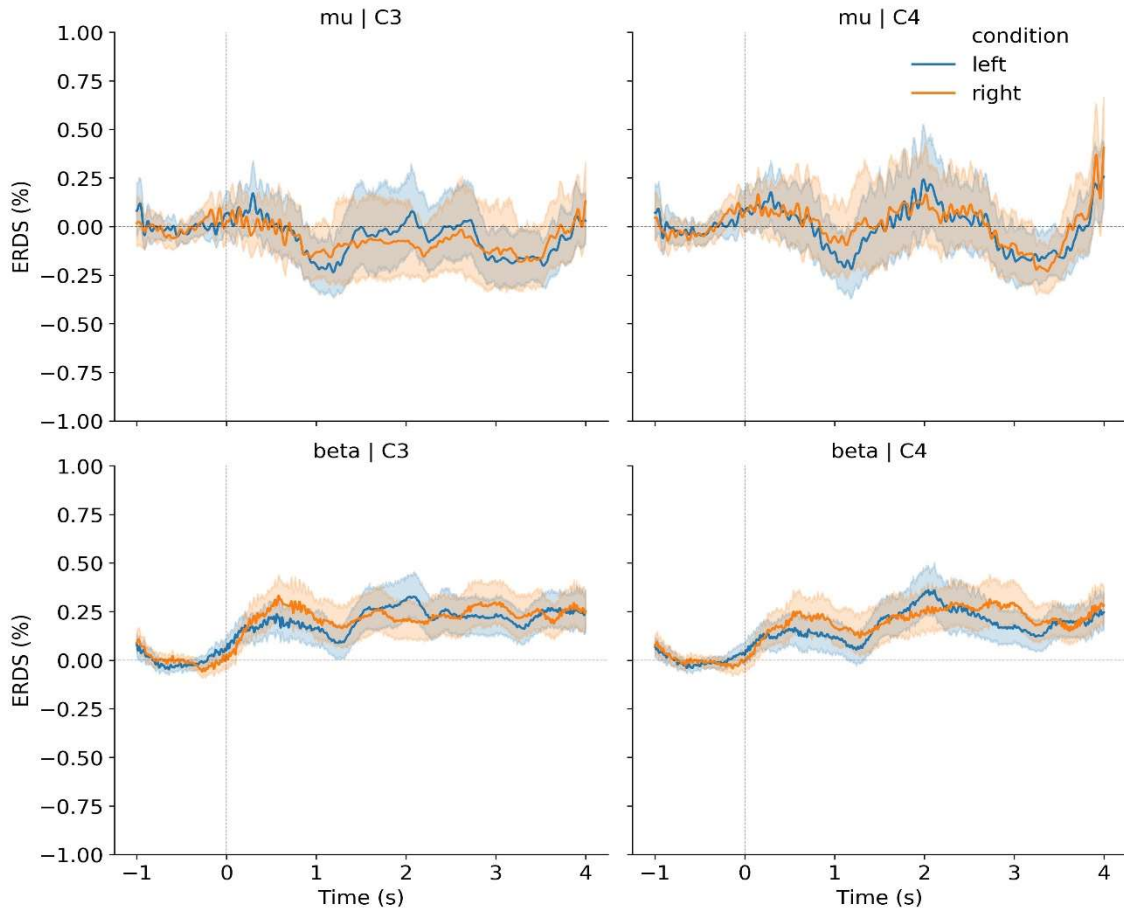 mu | C3
mu | C4
condition
left
right
1.00
0.75
0.50
0.25
0.00
−0.25
−0.50
−0.75
−1.00
ERDS (%)
beta | C3
beta | C4
1.00
0.75
0.50
0.25
0.00
−0.25
−0.50
−0.75
−1.00
ERDS (%)
−1 0 1 2 3 4
−1 0 1 2 3 4
Time (s)
Time (s)